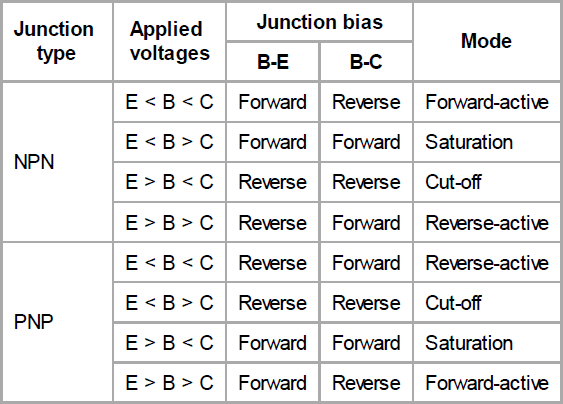 Junction type Applied voltages Junction bias Mode
B-E B-C
NPN
E < B < C Forward Reverse Forward-active
E < B > C Forward Forward Saturation
E > B < C Reverse Reverse Cut-off
E > B > C Reverse Forward Reverse-active
PNP
E < B < C Reverse Forward Reverse-active
E < B > C Reverse Reverse Cut-off
E > B < C Forward Forward Saturation
E > B > C Forward Reverse Forward-active